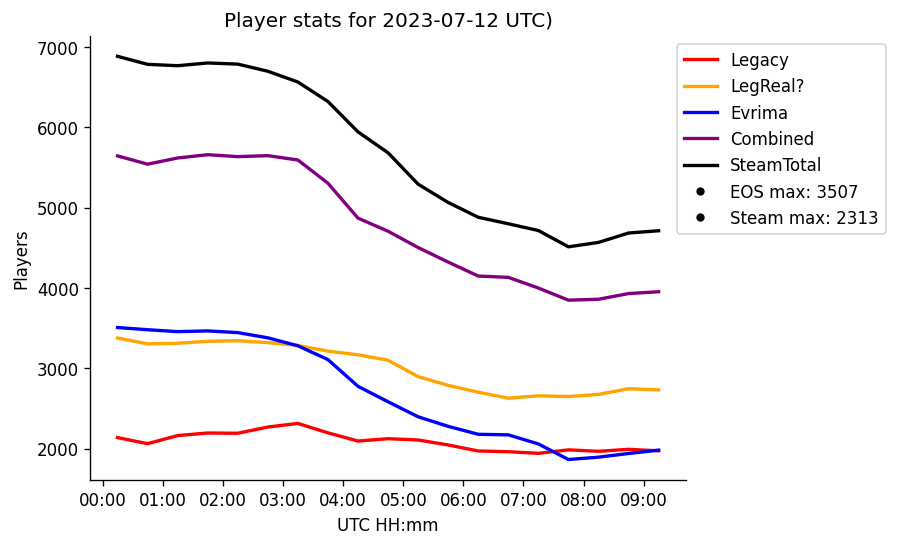 Player stats for 2023-07-12 UTC)
7000
6000
5000
4000
3000
2000
Players
00:00 01:00 02:00 03:00 04:00 05:00 06:00 07:00 08:00 09:00
UTC HH:mm
Legacy
LegReal?
Evrima
Combined
SteamTotal
EOS max: 3507
Steam max: 2313